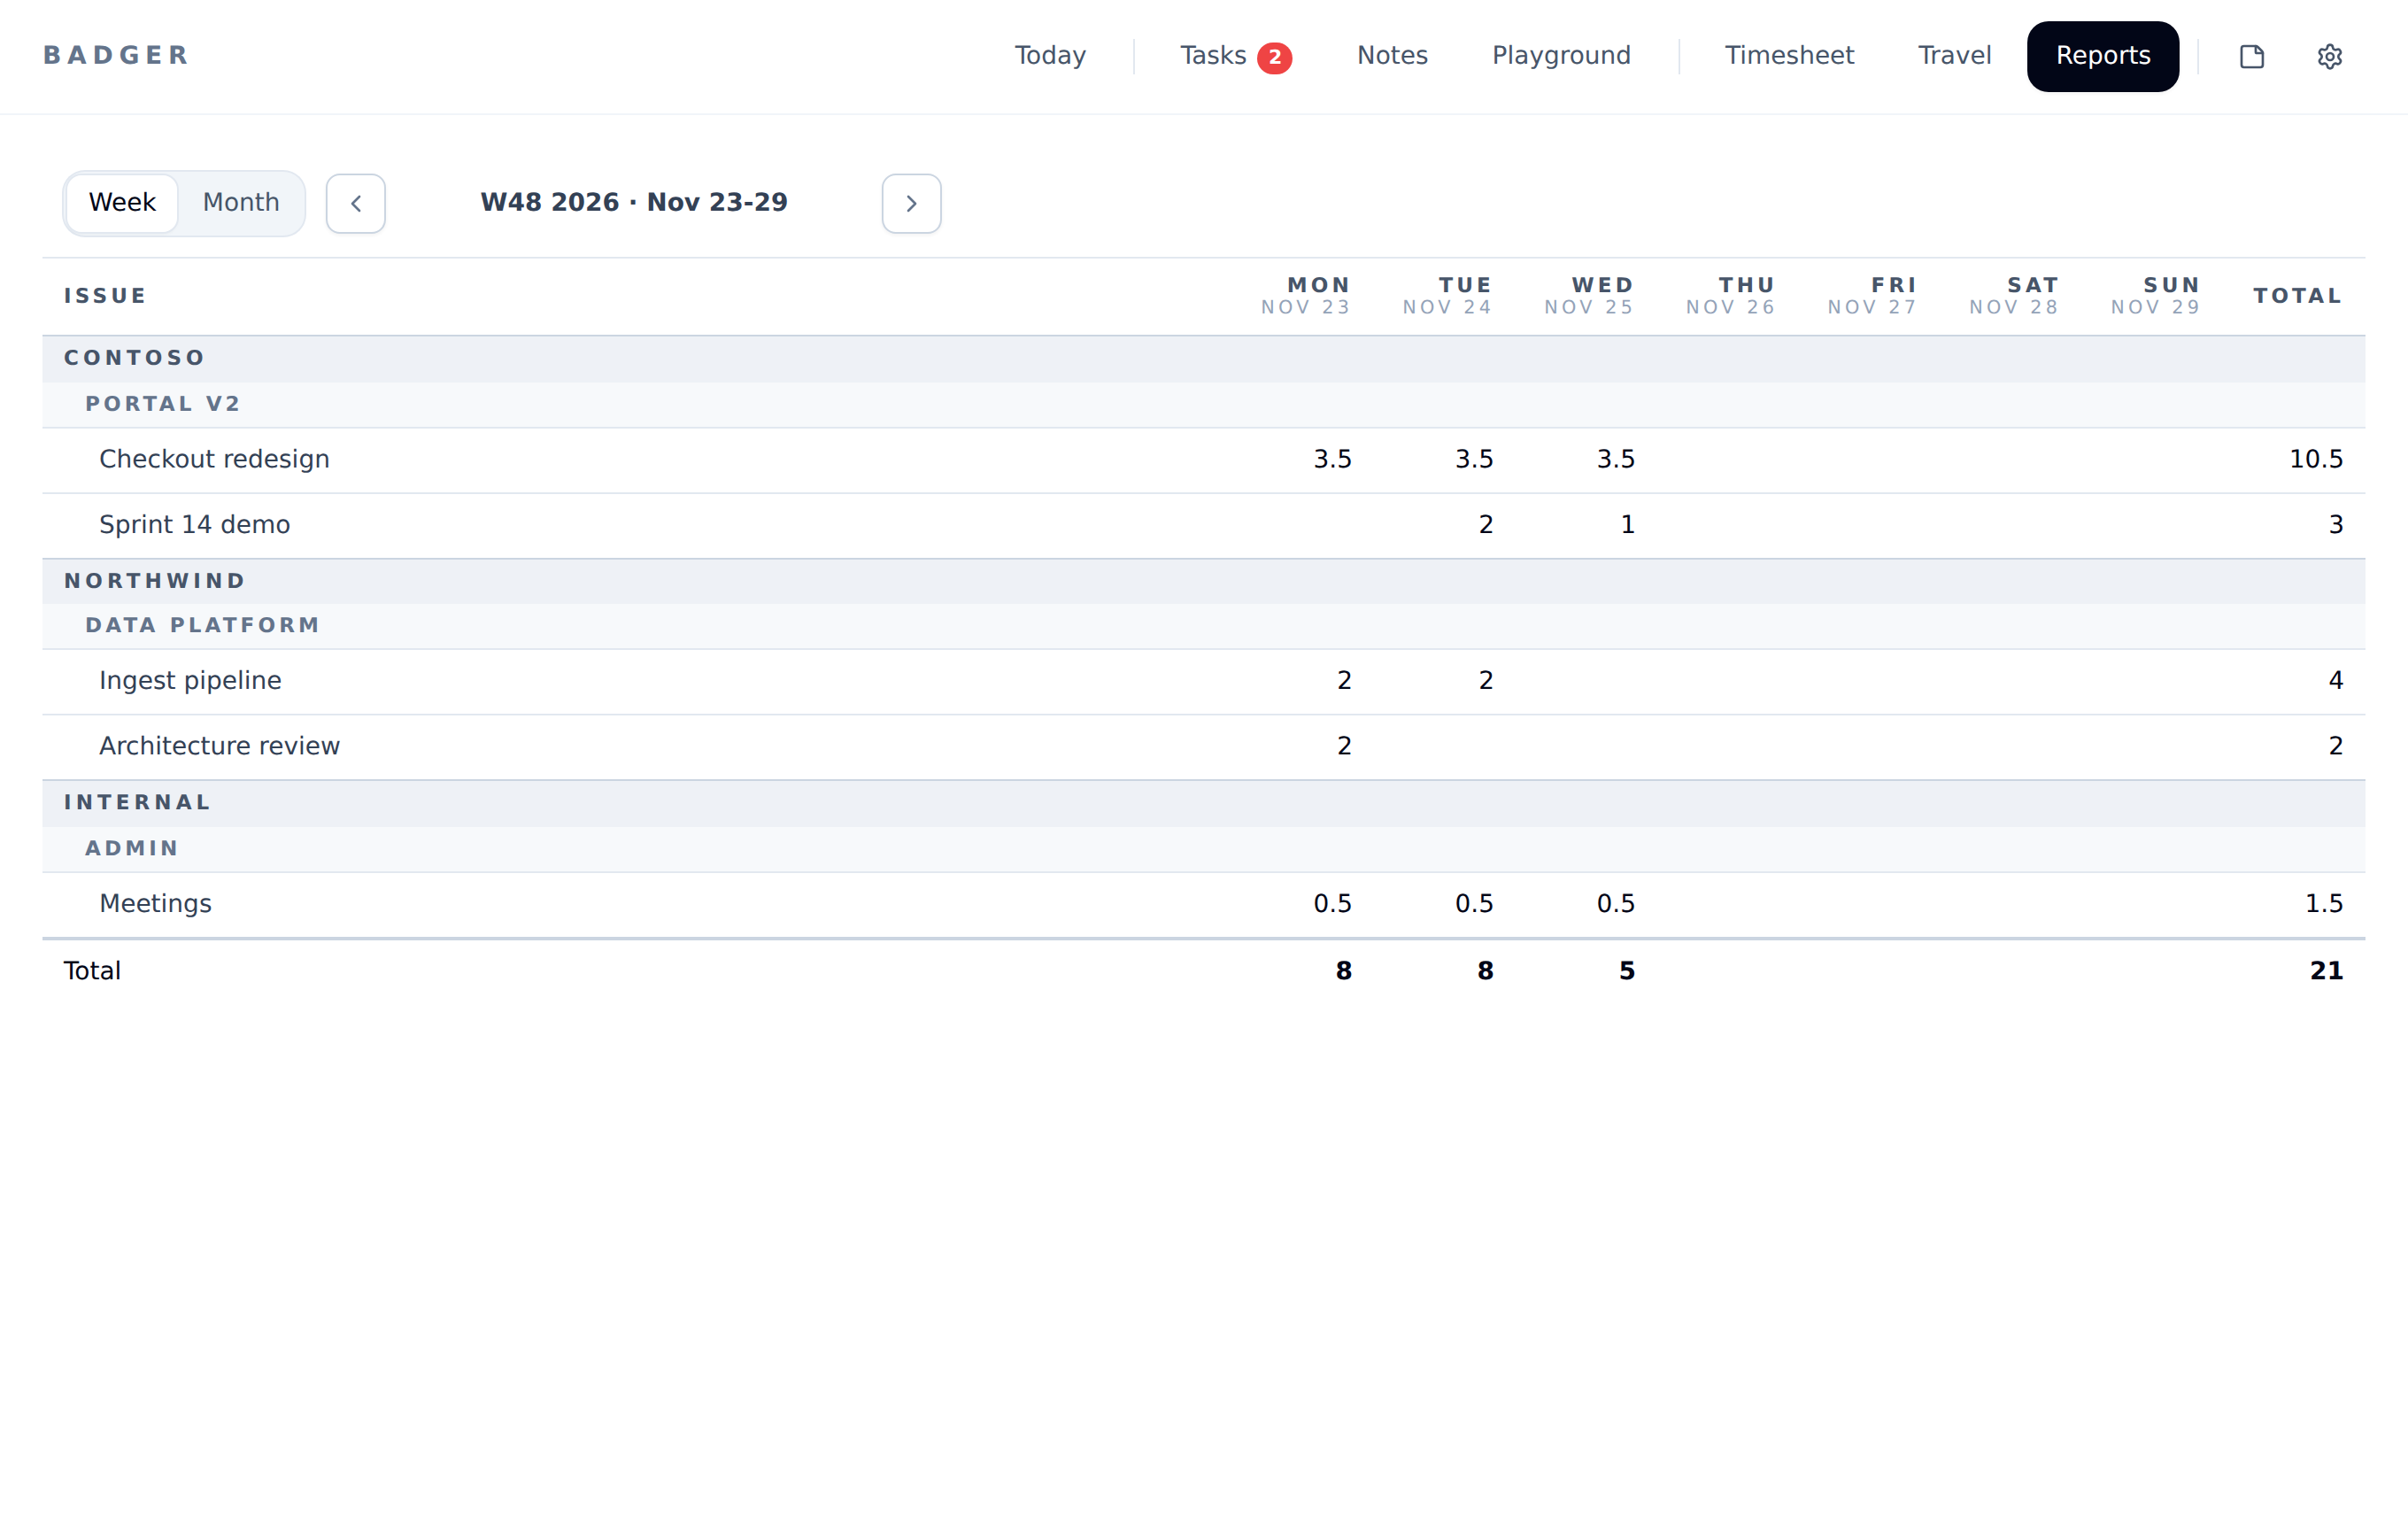 BADGER
Today
Tasks 2
Notes
Playground
Timesheet
Travel
Reports
Week Month
W48 2026 · Nov 23-29
ISSUE MON TUE WED THU FRI SAT SUN TOTAL
NOV 23 NOV 24 NOV 25 NOV 26 NOV 27 NOV 28 NOV 29
CONTOSO
PORTAL V2
Checkout redesign 3.5 3.5 3.5 10.5
Sprint 14 demo 2 1 3
NORTHWIND
DATA PLATFORM
Ingest pipeline 2 2 4
Architecture review 2 2
INTERNAL
ADMIN
Meetings 0.5 0.5 0.5 1.5
Total 8 8 5 21